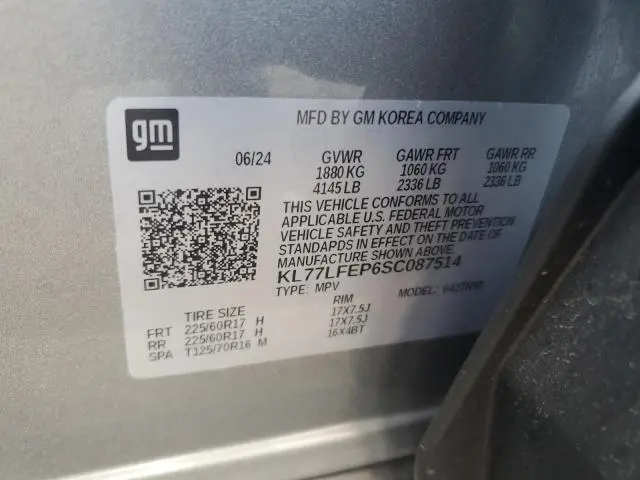 gm
MFD BY GM KOREA COMPANY
06/24 GVWR GAWR FRT GAWR RR
1880 KG 1060 KG 1060 KG
4145 LB 2336 LB 2336 LB
THIS VEHICLE CONFORMS TO ALL
APPLICABLE U.S. FEDERAL MOTOR
VEHICLE SAFETY AND THEFT PREVENTION
STANDARDS IN EFFECT ON THE DATE OF
MANUFACTURE SHOWN ABOVE.
KL77LFEP6SC087514
TYPE: MPV MODEL:
TIRE SIZE RIM
FRT 225/60R17 H 17X7.5J
RR 225/60R17 H 17X7.5J
SPA T125/70R16 M 16X4BT